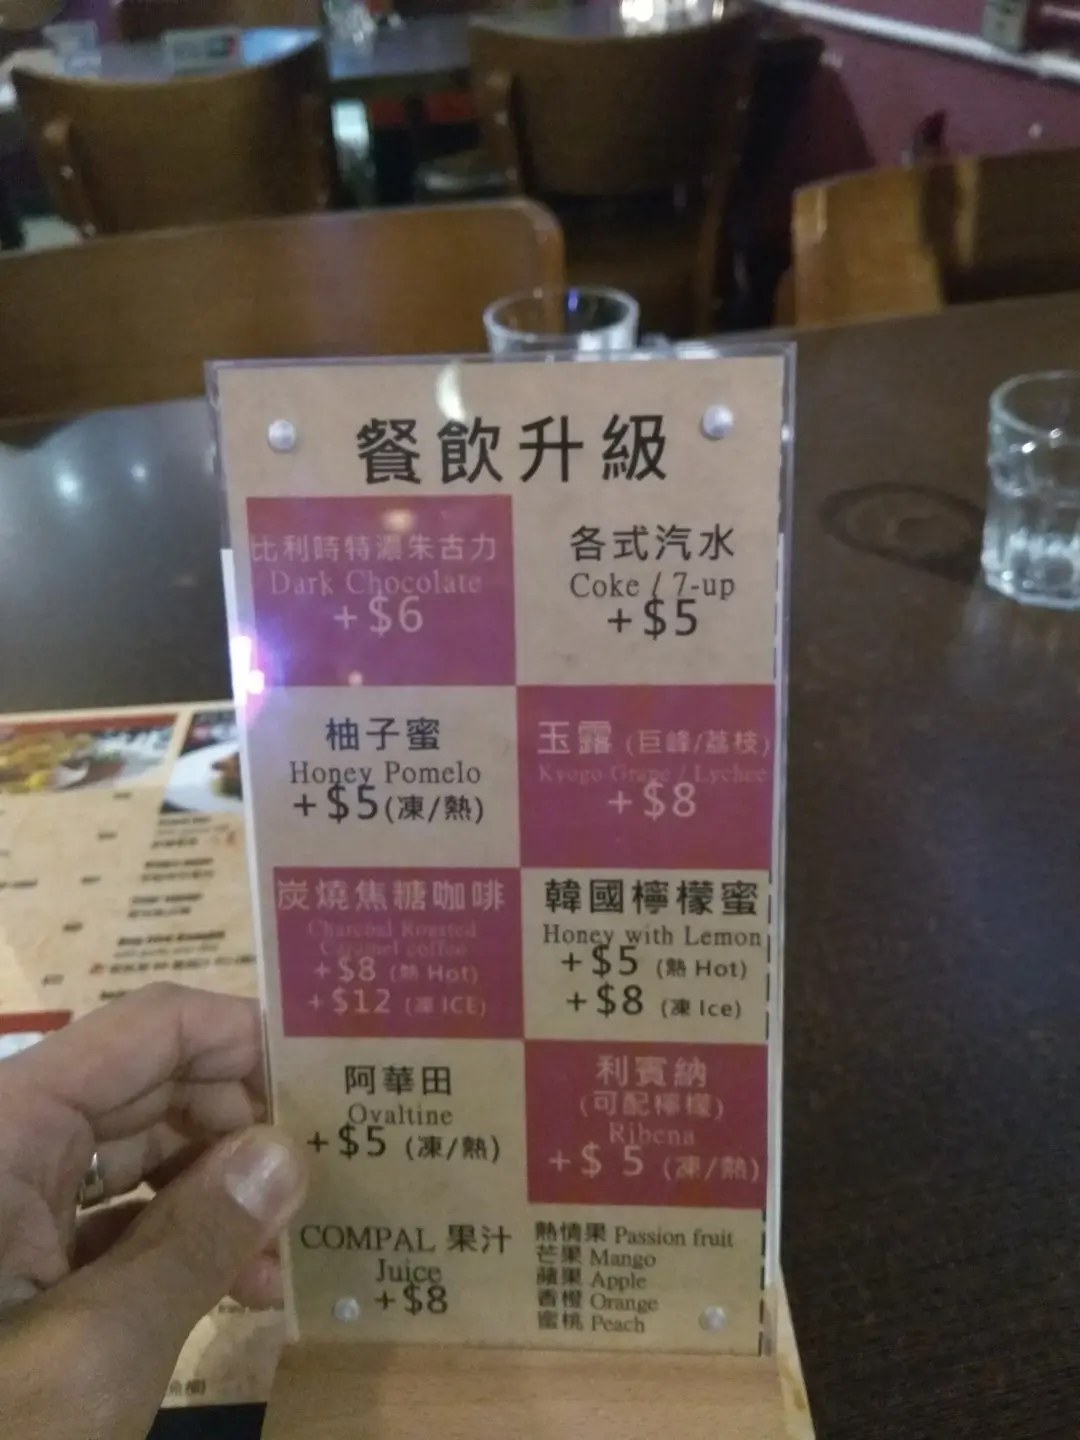 餐飲升級
比利時特濃朱古力
Dark Chocolate
+$6
各式汽水
Coke / 7-up
+$5
柚子蜜
Honey Pomelo
+$5(凍/熱)
玉露 (巨峰/荔枝)
Kyogo Grape / Lychee
+$8
炭燒焦糖咖啡
Charcoal Roasted
Caramel coffee
+$8 (熱 Hot)
+$12 (凍 ICE)
韓國檸檬蜜
Honey with Lemon
+$5 (熱 Hot)
+$8 (凍 Ice)
阿華田
Ovaltine
+$5 (凍/熱)
利賓納
(可配檸檬)
Ribena
+$ 5 (凍/熱)
COMPAL 果汁
Juice
+$8
熱情果 Passion fruit
芒果 Mango
蘋果 Apple
香橙 Orange
蜜桃 Peach